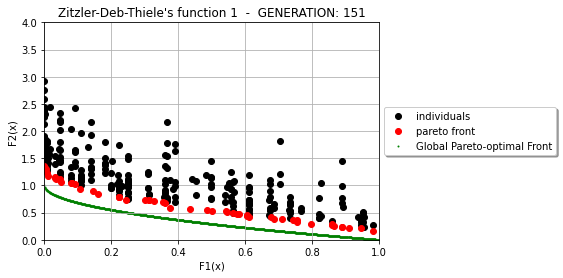 Zitzler-Deb-Thiele's function 1 - GENERATION: 151
4.0
3.5
3.0
2.5
2.0
1.5
1.0
0.5
0.0
F2(x)
0.0 0.2 0.4 0.6 0.8 1.0
F1(x)
individuals
pareto front
Global Pareto-optimal Front